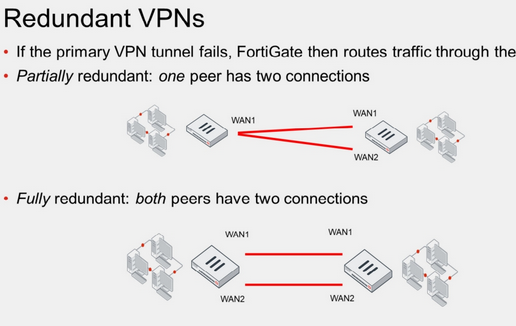 Redundant VPNs
• If the primary VPN tunnel fails, FortiGate then routes traffic through the
• Partially redundant: one peer has two connections
WAN1
WAN1
WAN2
• Fully redundant: both peers have two connections
WAN1
WAN1
WAN2
WAN2